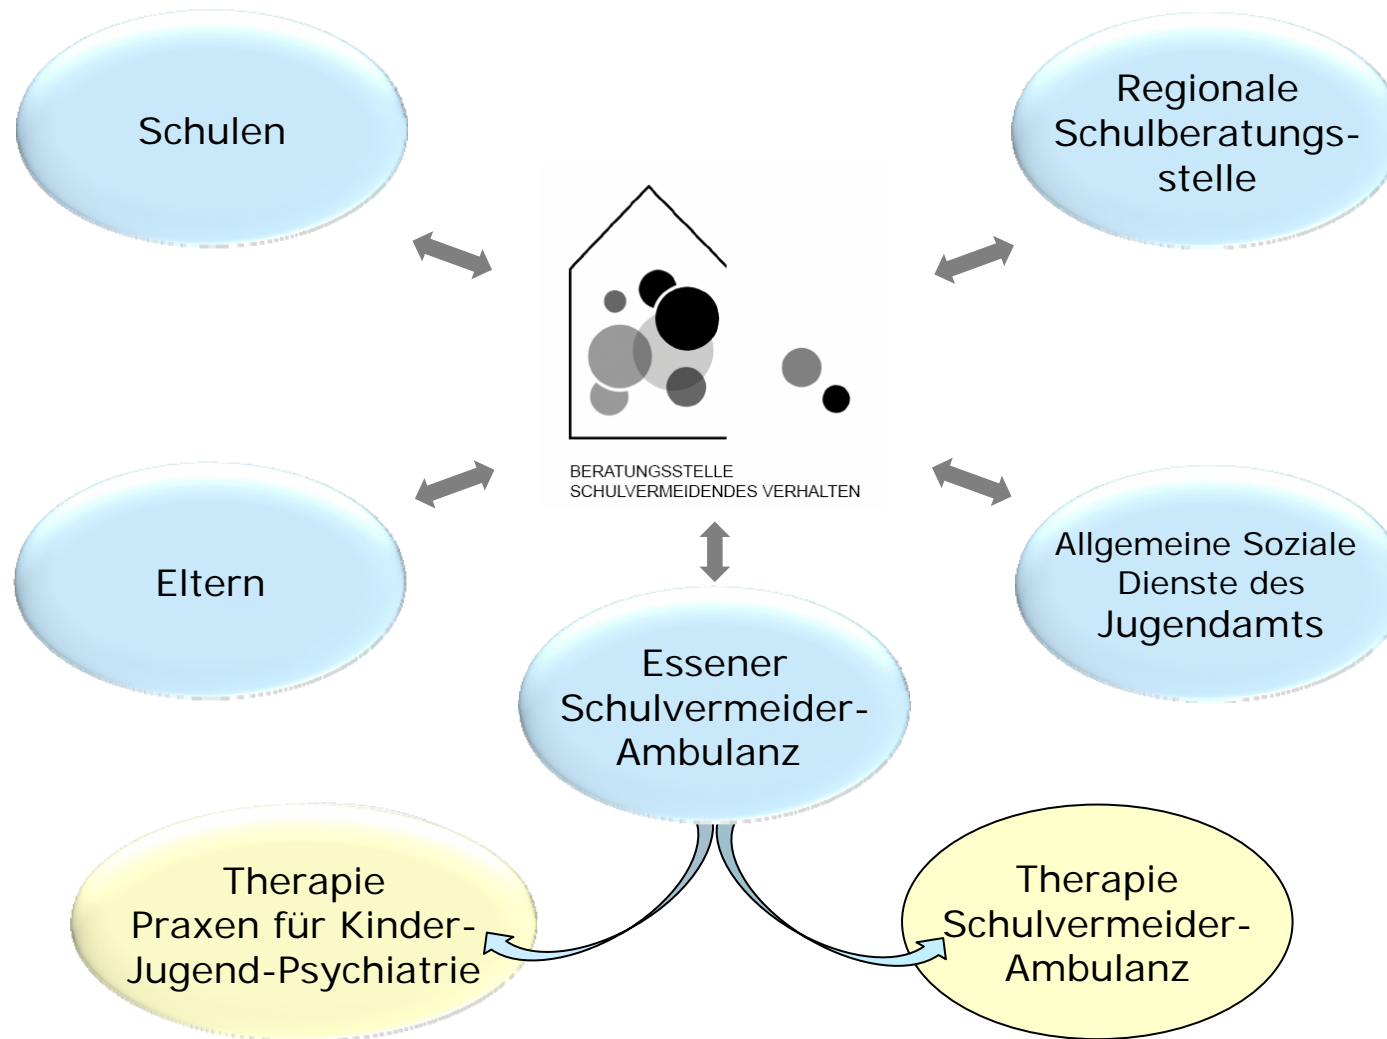 Schulen
Regionale
Schulberatungs-
stelle
BERATUNGSSTELLE
SCHULVERMEIDENDES VERHALTEN
Eltern
Allgemeine Soziale
Dienste des
Jugendamts
Essener
Schulvermeider-
Ambulanz
Therapie
Praxen für Kinder-
Jugend-Psychiatrie
Therapie
Schulvermeider-
Ambulanz